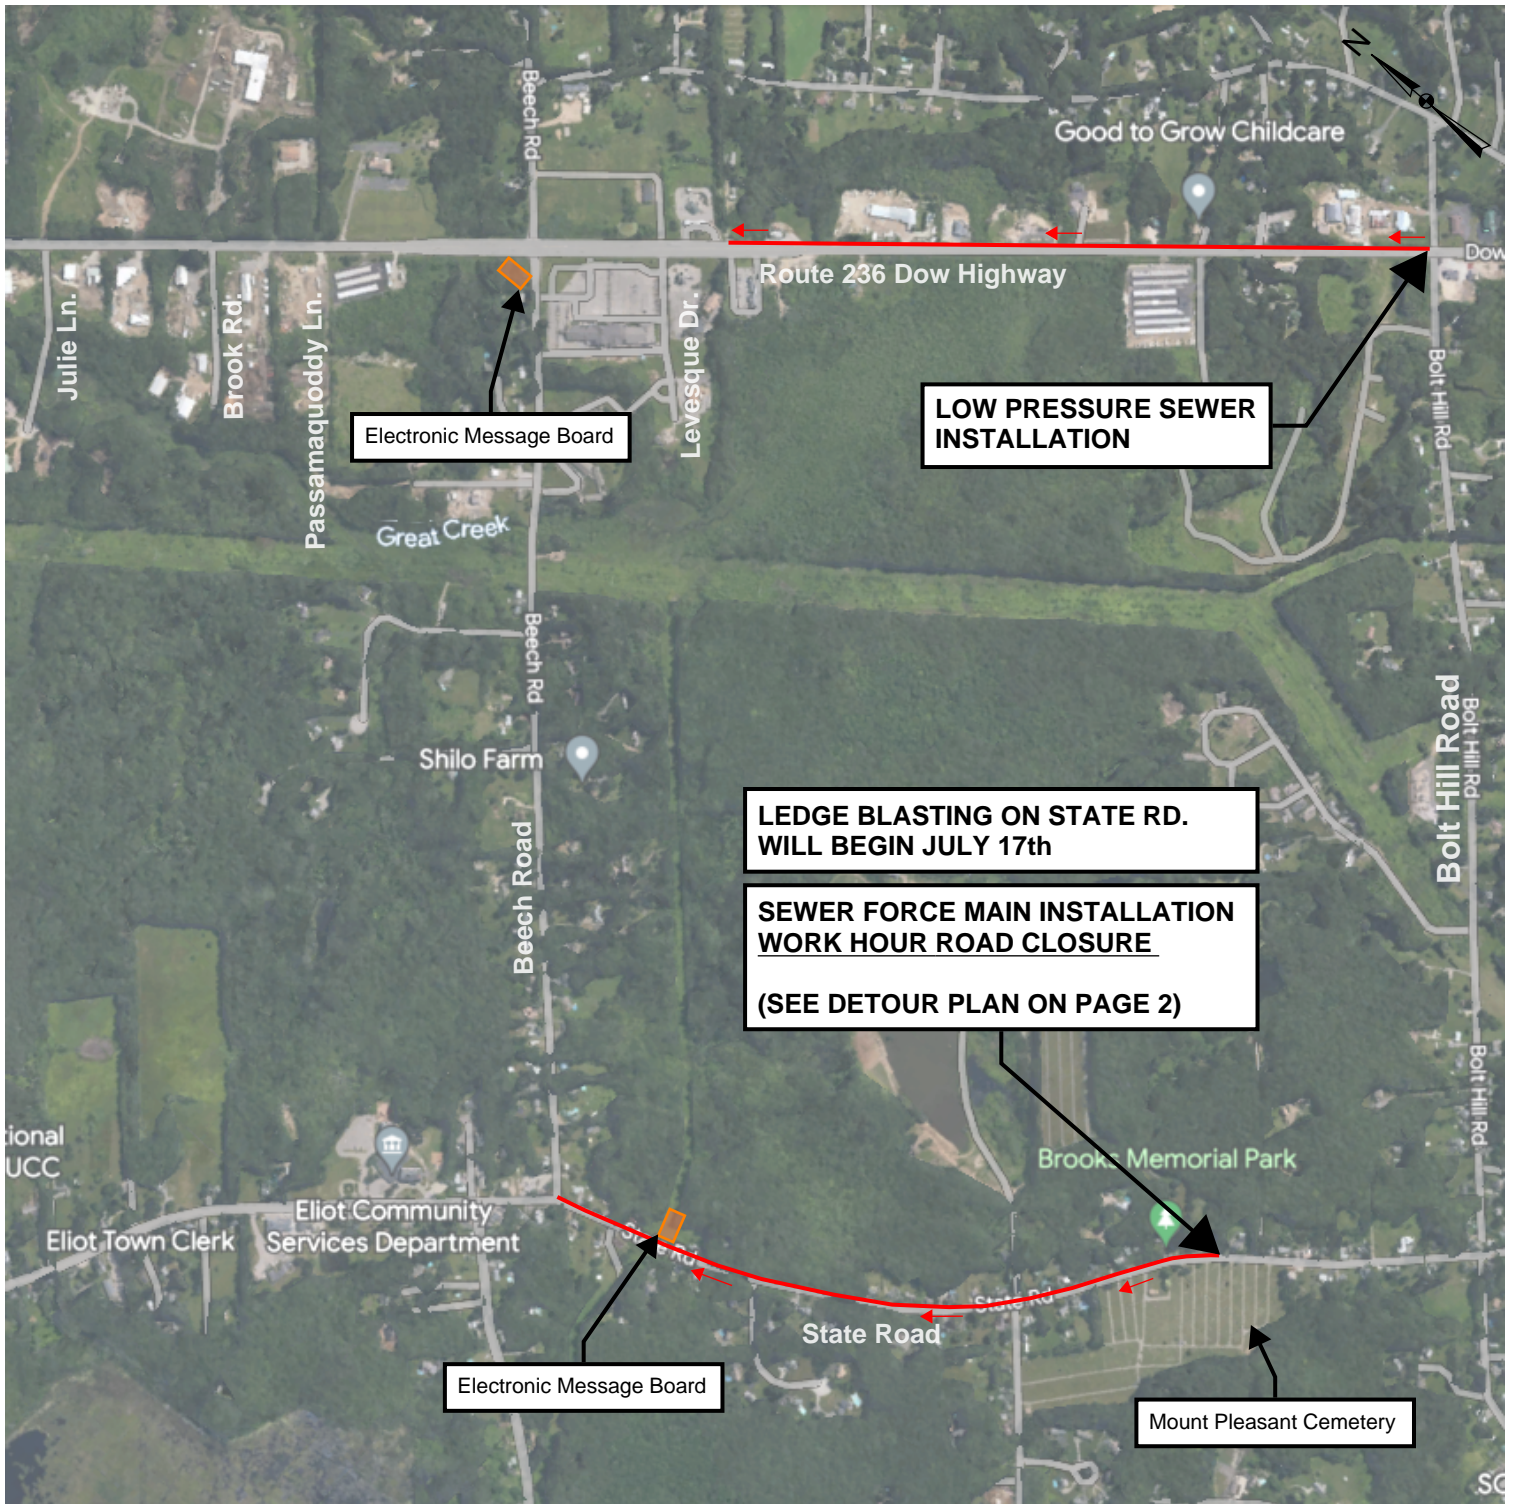 N
Beech Rd
Good to Grow Childcare
Dow
Route 236 Dow Highway
Julie Ln.
Brook Rd.
Passamaquoddy Ln.
Levesque Dr.
Bolt Hill Rd
LOW PRESSURE SEWER
INSTALLATION
Electronic Message Board
Great Creek
Beech Rd
Bolt Hill Road
Bolt Hill Rd
Shilo Farm
LEDGE BLASTING ON STATE RD.
WILL BEGIN JULY 17th
Beech Road
SEWER FORCE MAIN INSTALLATION
WORK HOUR ROAD CLOSURE
(SEE DETOUR PLAN ON PAGE 2)
Bolt Hill Rd
tional
UCC
Brooks Memorial Park
Eliot Community
Services Department
Eliot Town Clerk
State Rd
State Rd
State Road
Electronic Message Board
Mount Pleasant Cemetery
SC